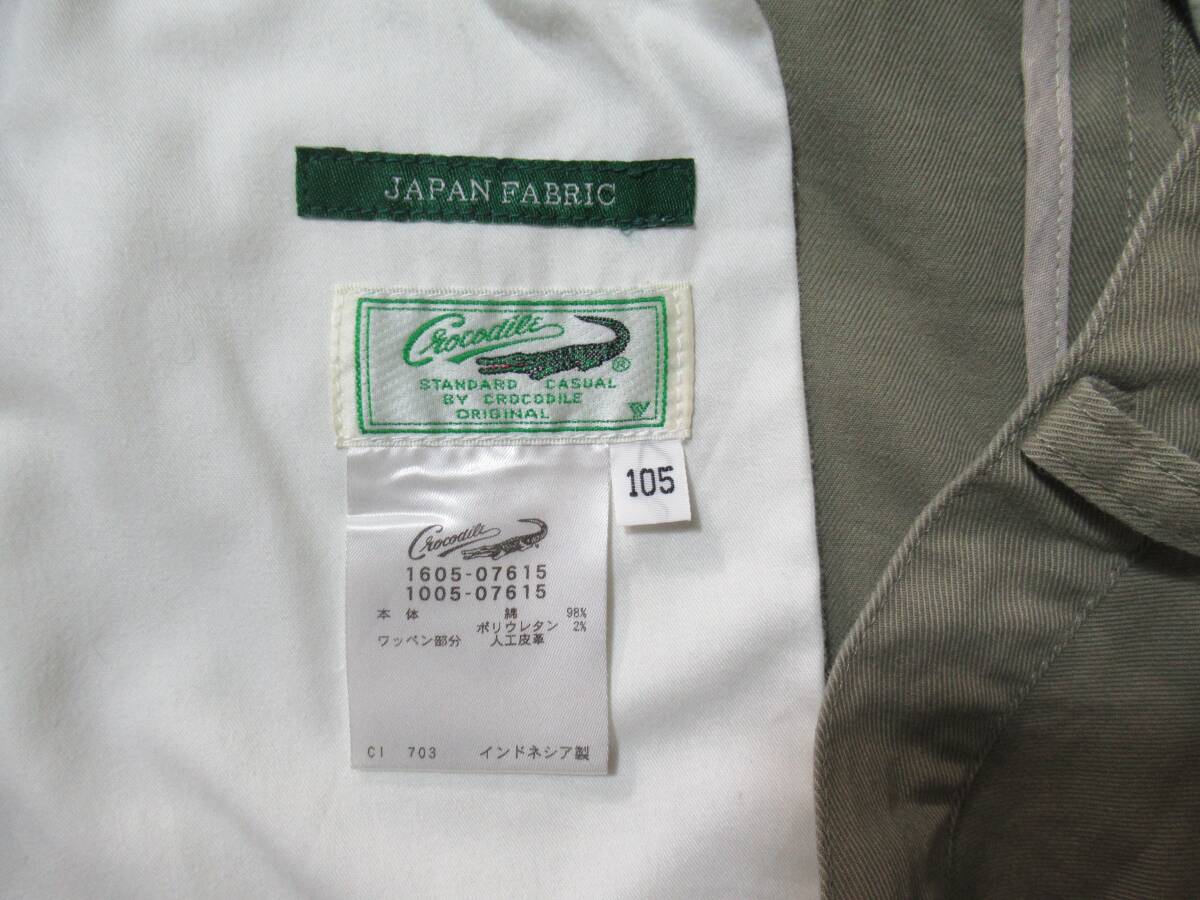 JAPAN FABRIC
Crocodile
®
STANDARD CASUAL
BY CROCODILE
ORIGINAL
105
Crocodile
1605-07615
1005-07615
本体 綿 98%
ポリウレタン 2%
ワッペン部分 人工皮革
CI 703 インドネシア製